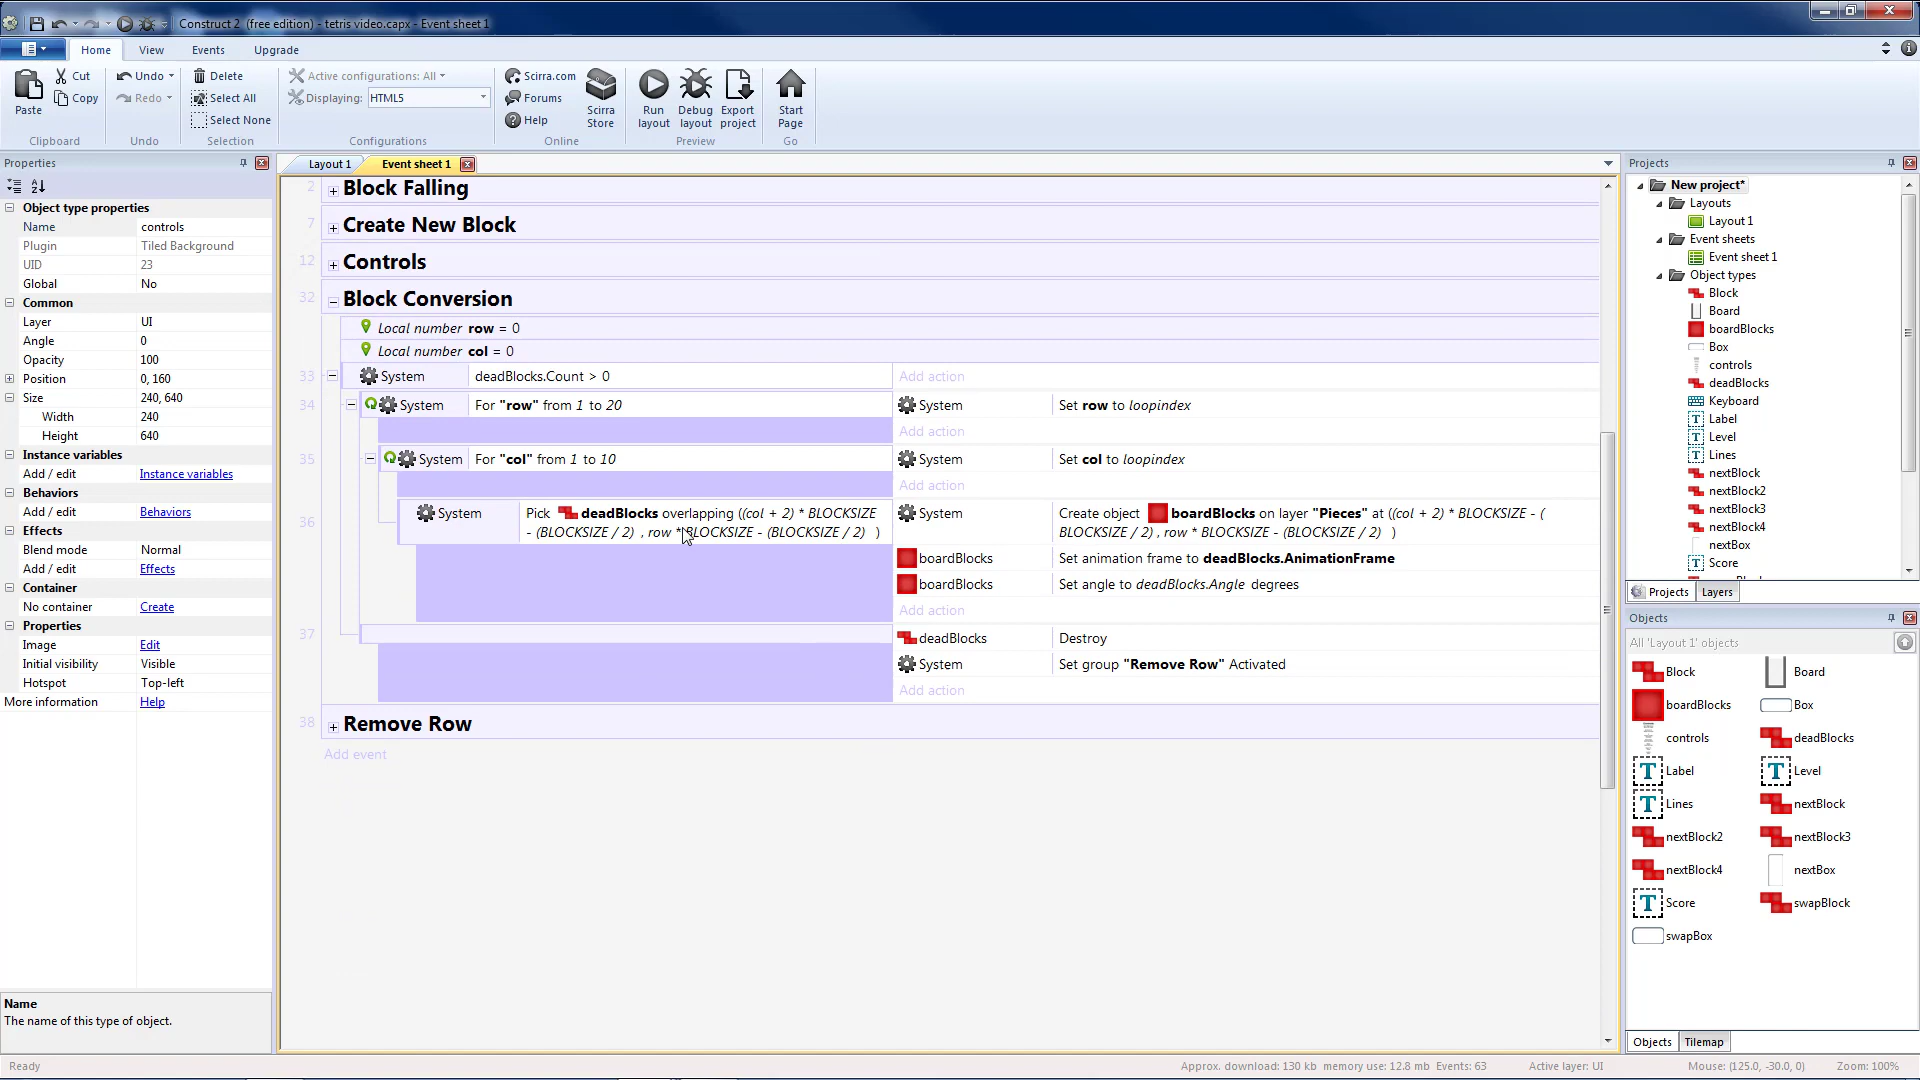 Construct 2 (free edition) - tetris video.capx - Event sheet 1
Home View Events Upgrade
Paste
Cut
Copy
Clipboard
Undo
Redo
Undo
Delete
Select All
Select None
Selection
Active configurations: All
Displaying: HTML5
Configurations
Scirra.com
Forums
Help
Scirra Store
Online
Run layout
Debug layout
Export project
Preview
Start Page
Go
Properties
Object type properties
Name controls
Plugin Tiled Background
UID 23
Global No
Common
Layer UI
Angle 0
Opacity 100
Position 0, 160
Size 240, 640
Width 240
Height 640
Instance variables
Add / edit Instance variables
Behaviors
Add / edit Behaviors
Effects
Blend mode Normal
Add / edit Effects
Container
No container Create
Properties
Image Edit
Initial visibility Visible
Hotspot Top-left
More information Help
Name
The name of this type of object.
Layout 1 Event sheet 1
2 Block Falling
7 Create New Block
12 Controls
32 Block Conversion
Local number row = 0
Local number col = 0
33 System deadBlocks.Count > 0 Add action
34 System For "row" from 1 to 20 System Set row to loopindex
Add action
35 System For "col" from 1 to 10 System Set col to loopindex
Add action
36 System Pick deadBlocks overlapping ((col + 2) * BLOCKSIZE - (BLOCKSIZE / 2) , row * BLOCKSIZE - (BLOCKSIZE / 2) )
System Create object boardBlocks on layer "Pieces" at ((col + 2) * BLOCKSIZE - (
BLOCKSIZE / 2) , row * BLOCKSIZE - (BLOCKSIZE / 2) )
boardBlocks Set animation frame to deadBlocks.AnimationFrame
boardBlocks Set angle to deadBlocks.Angle degrees
Add action
37 deadBlocks Destroy
System Set group "Remove Row" Activated
Add action
38 Remove Row
Add event
Projects
New project*
Layouts
Layout 1
Event sheets
Event sheet 1
Object types
Block
Board
boardBlocks
Box
controls
deadBlocks
Keyboard
Label
Level
Lines
nextBlock
nextBlock2
nextBlock3
nextBlock4
nextBox
Score
Projects Layers
Objects
All 'Layout 1' objects
Block Board
boardBlocks Box
controls deadBlocks
Label Level
Lines nextBlock
nextBlock2 nextBlock3
nextBlock4 nextBox
Score swapBlock
swapBox
Objects Tilemap
Ready
Approx. download: 130 kb memory use: 12.8 mb Events: 63 Active layer: UI Mouse: (125.0, -30.0, 0) Zoom: 100%